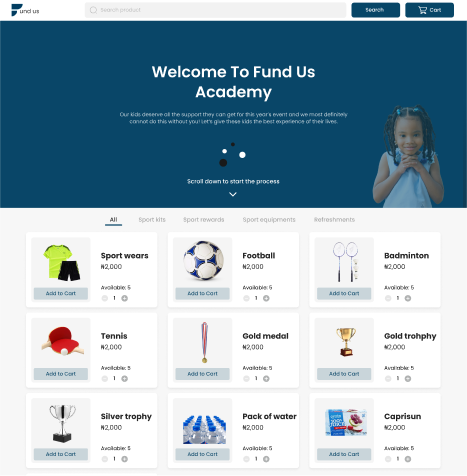 und us
Search product
Search
Cart
Welcome To Fund Us
Academy
Our kids deserve all the support they can get for this year's event and we most definitely
cannot do this without you! Let's give these kids the best experience of their lives.
Scroll down to start the process
All Sport kits Sport rewards Sport equipments Refreshments
Sport wears
₦2,000
Available: 5
1
Add to Cart
Football
₦2,000
Available: 5
1
Add to Cart
Badminton
₦2,000
Available: 5
1
Add to Cart
Tennis
₦2,000
Available: 5
1
Add to Cart
Gold medal
₦2,000
Available: 5
1
Add to Cart
Gold trohphy
₦2,000
Available: 5
1
Add to Cart
Silver trophy
₦2,000
Available: 5
1
Add to Cart
Pack of water
₦2,000
Available: 5
1
Add to Cart
Caprisun
₦2,000
Available: 5
1
Add to Cart